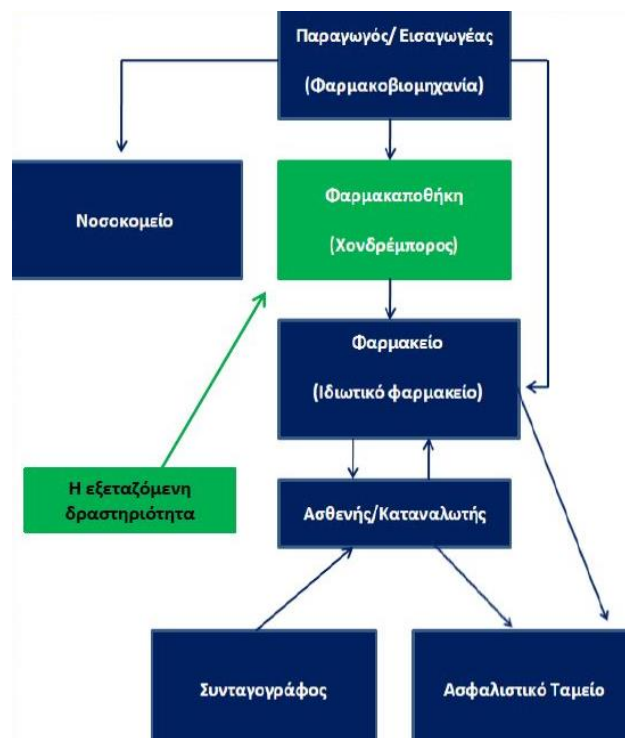 Παραγωγός/ Εισαγωγέας
(Φαρμακοβιομηχανία)
Νοσοκομείο
Φαρμακαποθήκη
(Χονδρέμπορος)
Φαρμακείο
(Ιδιωτικό φαρμακείο)
Η εξεταζόμενη
δραστηριότητα
Ασθενής/Καταναλωτής
Συνταγογράφος
Ασφαλιστικό Ταμείο